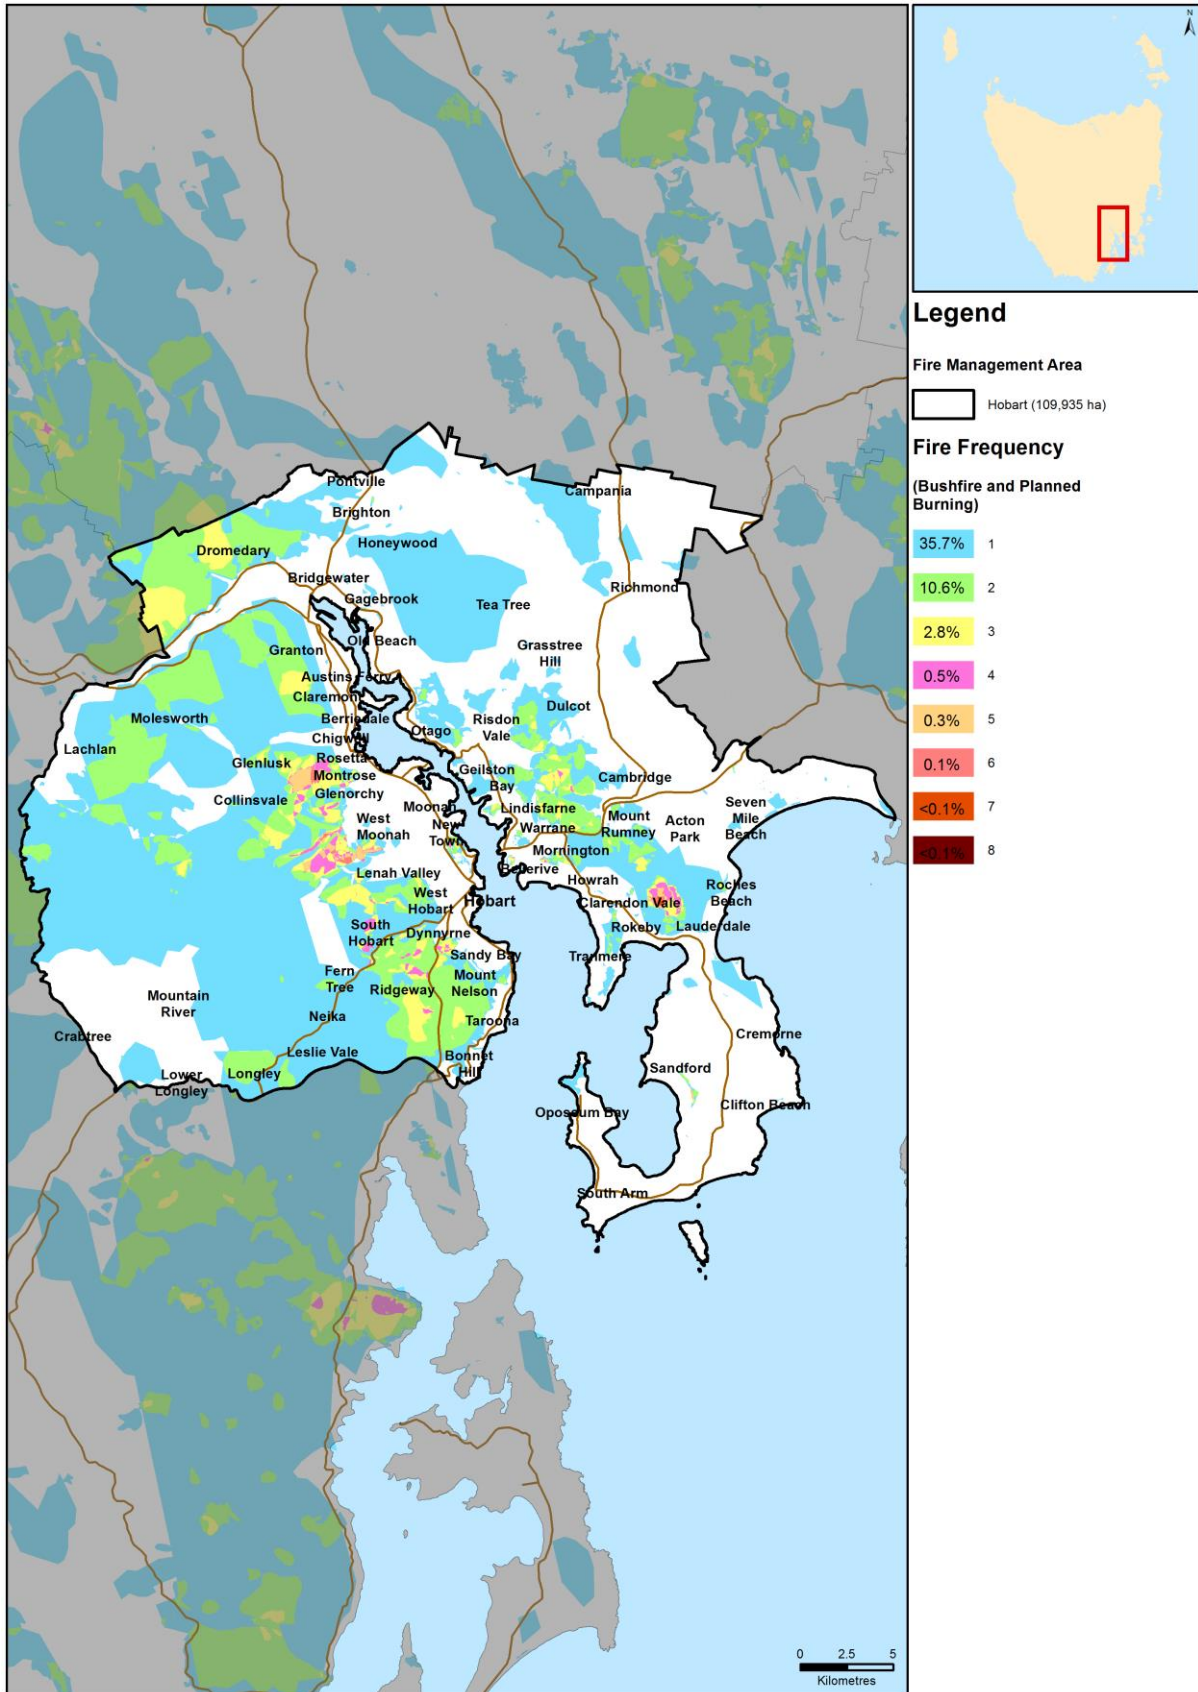 N
Legend
Fire Management Area
Hobart (109,935 ha)
Fire Frequency
(Bushfire and Planned
Burning)
35.7% 1
10.6% 2
2.8% 3
0.5% 4
0.3% 5
0.1% 6
<0.1% 7
<0.1% 8
Pontville
Campania
Brighton
Honeywood
Dromedary
Bridgewater
Richmond
Gagebrook
Tea Tree
Old Beach
Granton
Grasstree
Hill
Austins Ferry
Claremon
Dulcot
Molesworth
Berriedale
Risdon
Vale
Otago
Chigwell
Lachlan
Rosetta
Glenlusk
Geilston
Bay
Montrose
Cambridge
Glenorchy
Collinsvale
Moonah
Lindisfarne
Seven
Mile
Beach
Mount
Rumney
Acton
Park
West
Moonah
New
Town
Warrane
Mornington
Bellerive
Lenah Valley
Howrah
Roches
Beach
West
Hobart
Hobart
Clarendon Vale
South
Hobart
Dynnyrne
Rokeby
Lauderdale
Sandy Bay
Tranmere
Fern
Tree
Ridgeway
Mount
Nelson
Mountain
River
Neika
Taroona
Crabtree
Cremorne
Leslie Vale
Bonnet
Hill
Lower
Longley
Longley
Sandford
Opossum Bay
Clifton Beach
South Arm
0 2.5 5
Kilometres